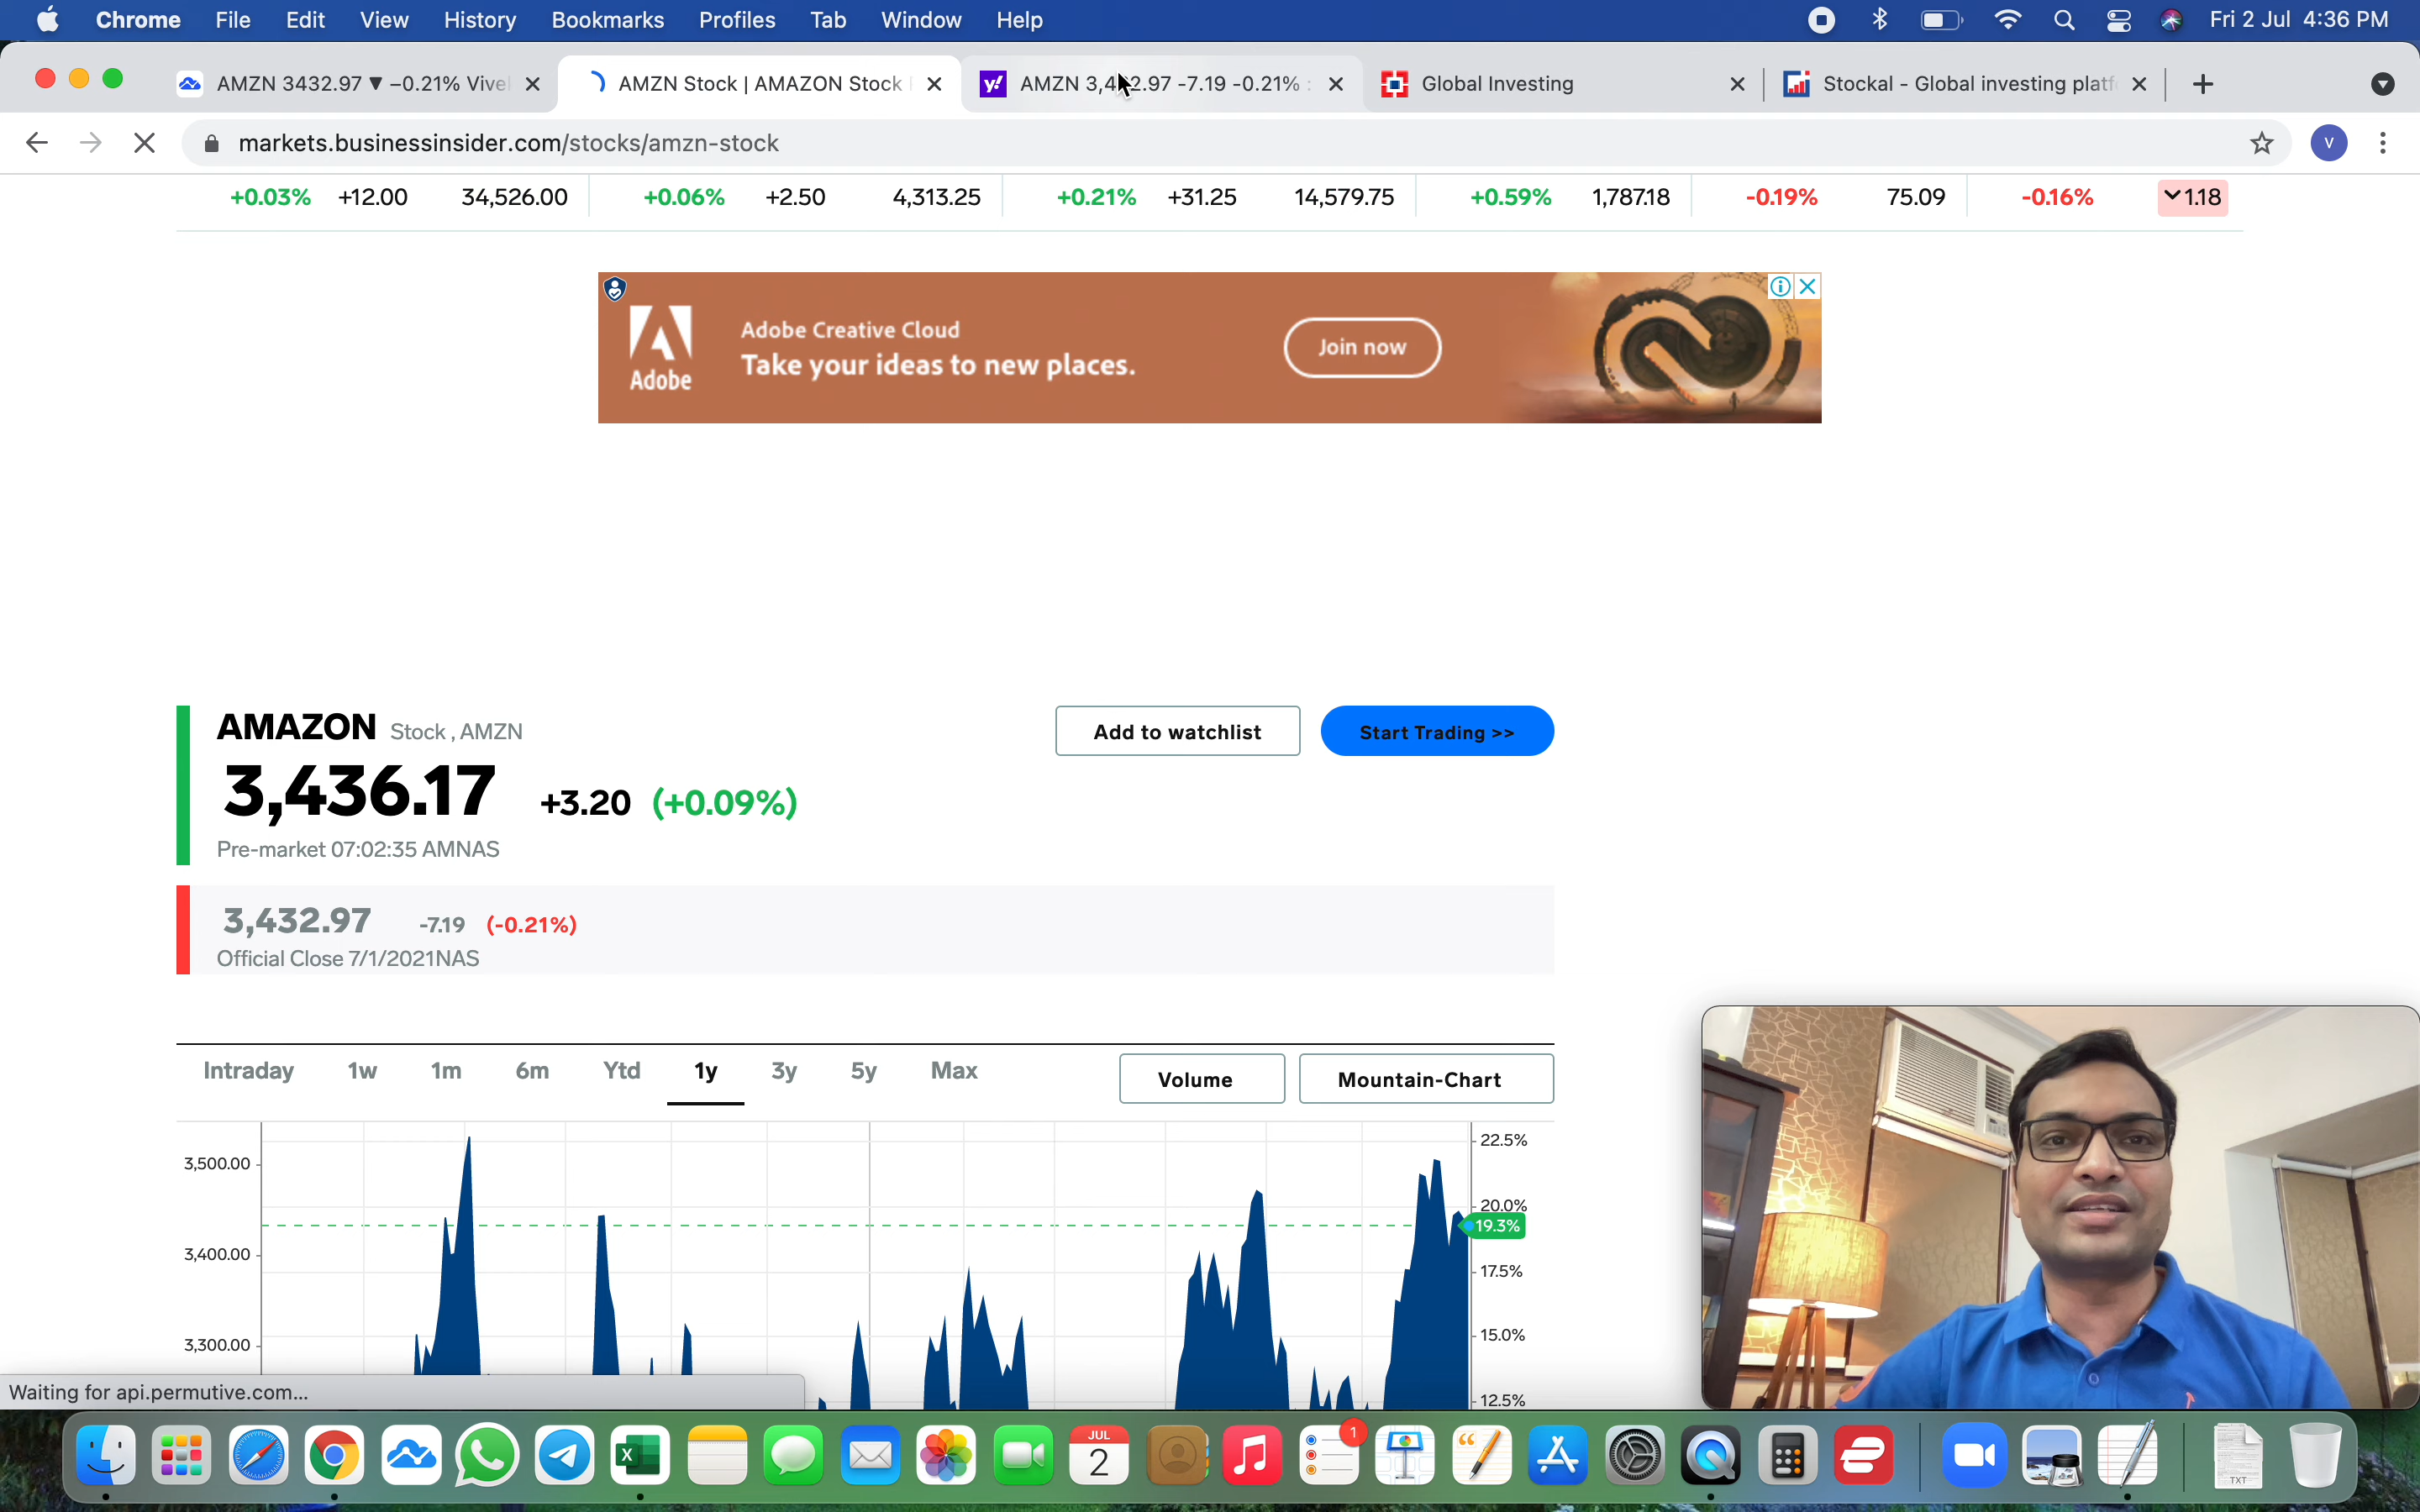 Chrome File Edit View History Bookmarks Profiles Tab Window Help Fri 2 Jul 4:36 PM
AMZN 3432.97 ▼ −0.21% AMZN Stock | AMAZON Stock AMZN 3,432.97 -7.19 -0.21% : Global Investing Stockal - Global investing
markets.businessinsider.com/stocks/amzn-stock V
+0.03% +12.00 34,526.00 +0.06% +2.50 4,313.25 +0.21% +31.25 14,579.75 +0.59% 1,787.18 -0.19% 75.09 -0.16% 1.18
Adobe Creative Cloud
Take your ideas to new places.
Join now
Adobe
AMAZON Stock , AMZN
Add to watchlist Start Trading >>
3,436.17 +3.20 (+0.09%)
Pre-market 07:02:35 AMNAS
3,432.97 -7.19 (-0.21%)
Official Close 7/1/2021NAS
Intraday 1w 1m 6m Ytd 1y 3y 5y Max Volume Mountain-Chart
22.5%
3,500.00
20.0%
19.3%
3,400.00
17.5%
15.0%
3,300.00
12.5%
Waiting for api.permutive.com...
JUL
2
1
TXT